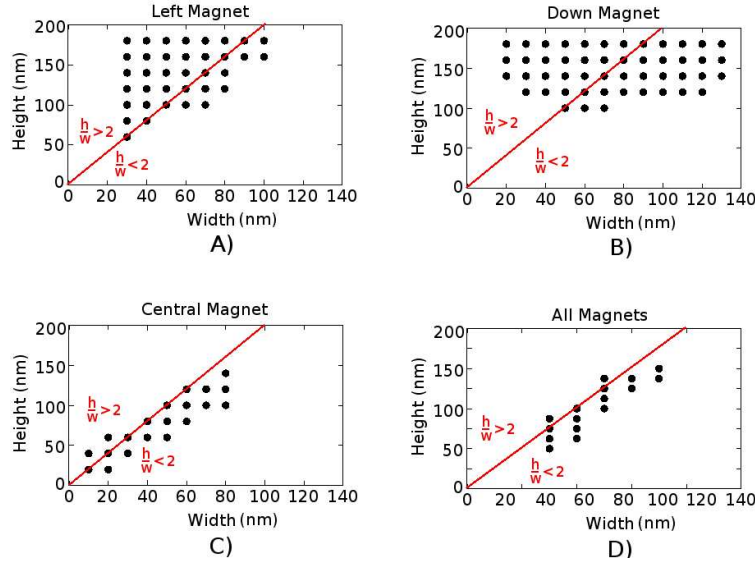 Left Magnet
200
150
100
50
0
Height (nm)
h/w >2
h/w <2
0 20 40 60 80 100 120 140
Width (nm)
A)
Down Magnet
200
150
100
50
0
Height (nm)
h/w >2
h/w <2
0 20 40 60 80 100 120 140
Width (nm)
B)
Central Magnet
200
150
100
50
0
Height (nm)
h/w >2
h/w <2
0 20 40 60 80 100 120 140
Width (nm)
C)
All Magnets
200
150
100
50
0
Height (nm)
h/w >2
h/w <2
0 20 40 60 80 100 120 140
Width (nm)
D)